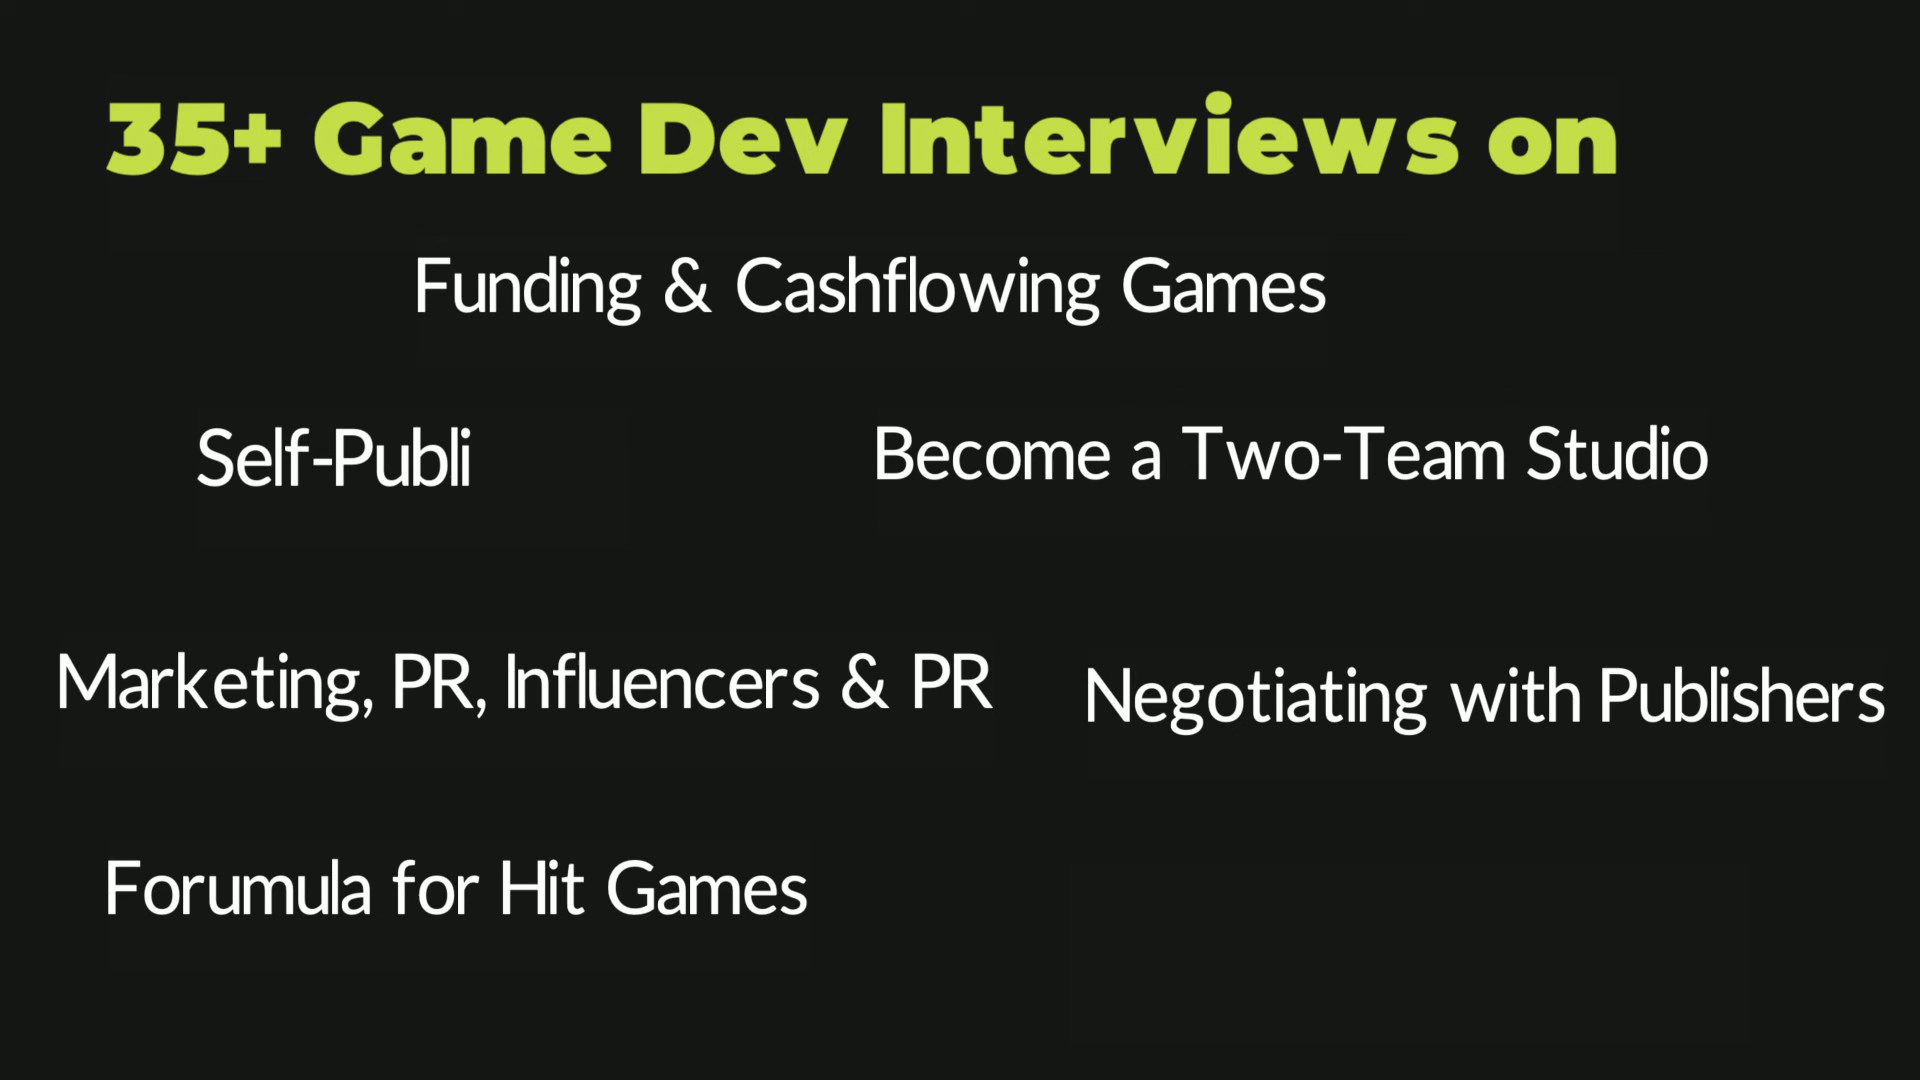 35+ Game Dev Interviews on
Funding & Cashflowing Games
Self-Publi
Become a Two-Team Studio
Marketing, PR, Influencers & PR
Negotiating with Publishers
Forumula for Hit Games